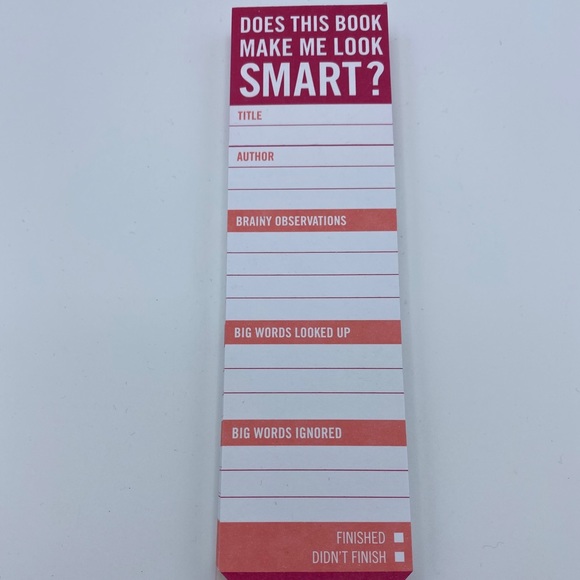 DOES THIS BOOK
MAKE ME LOOK
SMART?
TITLE
AUTHOR
BRAINY OBSERVATIONS
BIG WORDS LOOKED UP
BIG WORDS IGNORED
FINISHED
DIDN'T FINISH